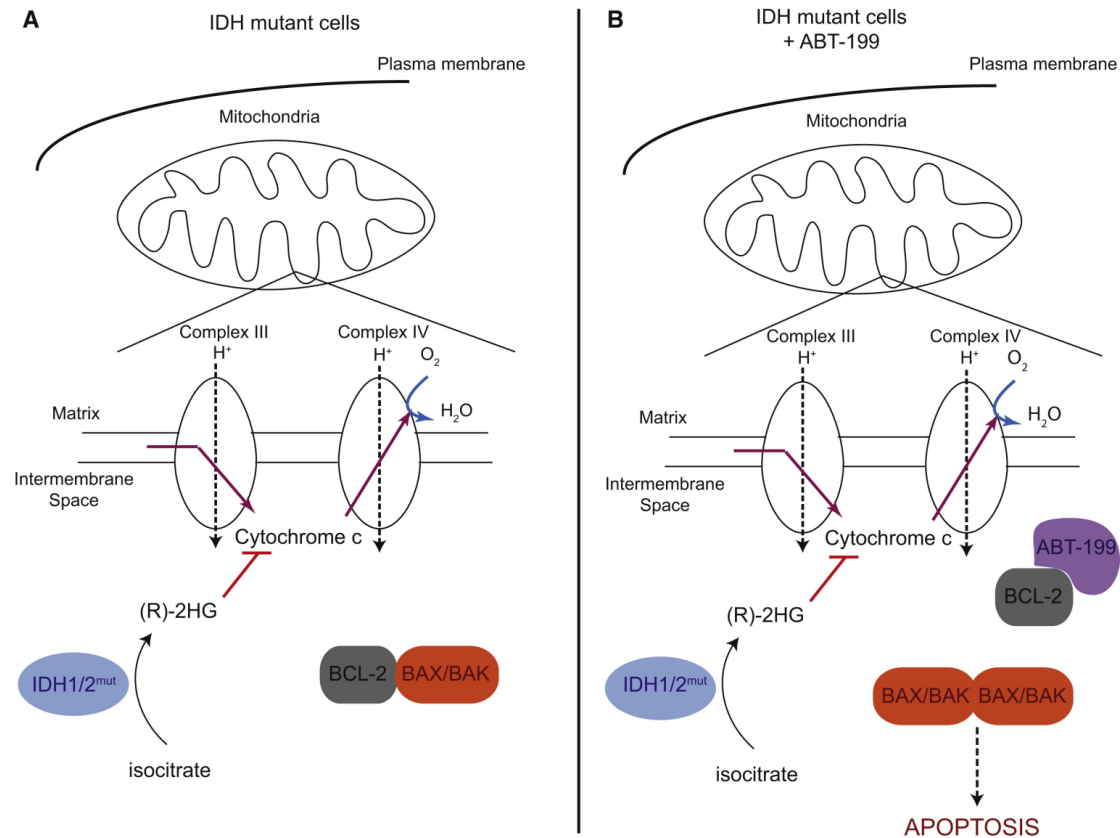 A
IDH mutant cells
Plasma membrane
Mitochondria
Complex III
Complex IV
H⁺
H⁺
O₂
H₂O
Matrix
Intermembrane
Space
Cytochrome c
(R)-2HG
IDH1/2ᵐᵘᵗ
BCL-2
BAX/BAK
isocitrate
B
IDH mutant cells
+ ABT-199
Plasma membrane
Mitochondria
Complex III
Complex IV
H⁺
H⁺
O₂
H₂O
Matrix
Intermembrane
Space
Cytochrome c
ABT-199
BCL-2
(R)-2HG
IDH1/2ᵐᵘᵗ
BAX/BAK
BAX/BAK
isocitrate
APOPTOSIS